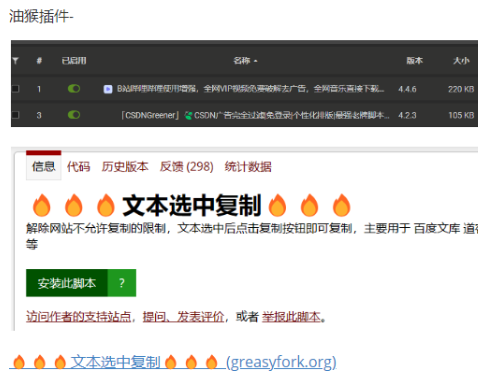 油猴插件-
# 已启用 名称 版本 大小
1 B站哔哩哔哩使用增强，全网VIP视频免费破解去广告，全网音乐直接下载... 4.4.6 220 KB
3 「CSDNGreener」CSDN广告完全过滤|免登录|个性化排版|最强老牌脚本... 4.2.3 105 KB
信息 代码 历史版本 反馈 (298) 统计数据
🔥🔥🔥文本选中复制🔥🔥🔥
解除网站不允许复制的限制，文本选中后点击复制按钮即可复制，主要用于 百度文库 道
等
安装此脚本 ?
访问作者的支持站点，提问、发表评价，或者 举报此脚本。
🔥🔥🔥文本选中复制🔥🔥🔥 (greasyfork.org)